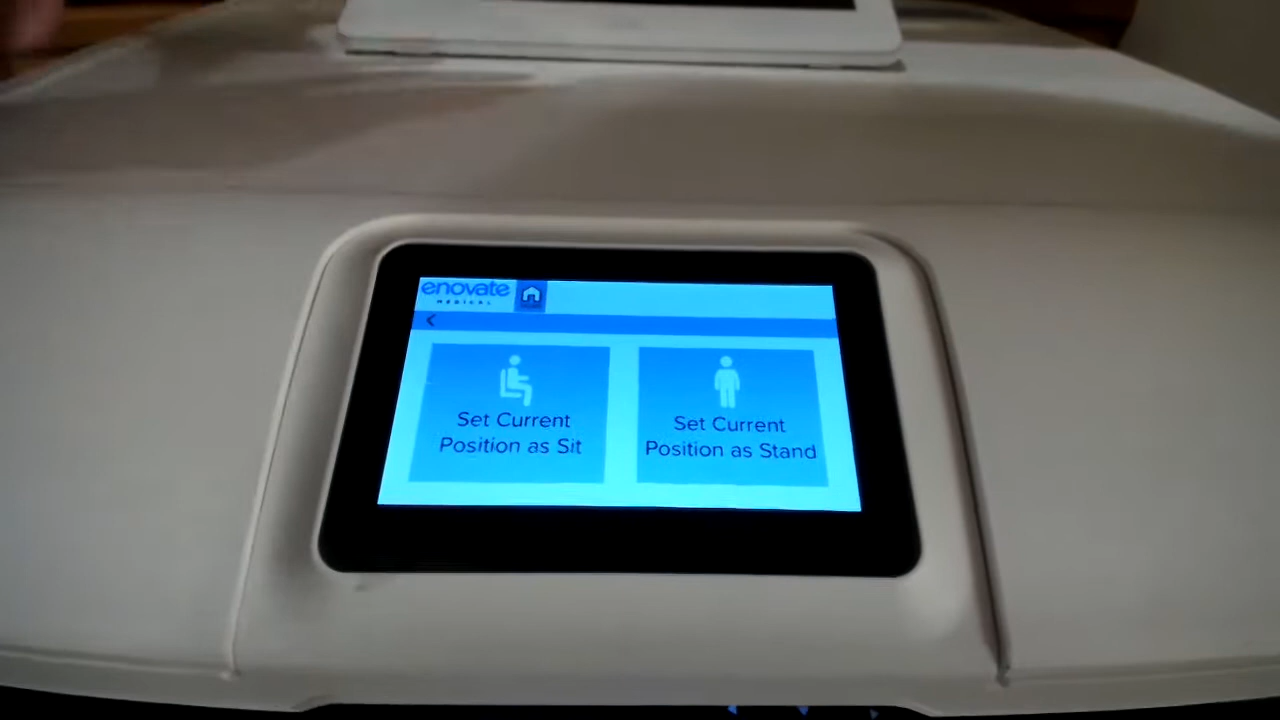 enovate
MEDICAL
Set Current
Position as Sit
Set Current
Position as Stand